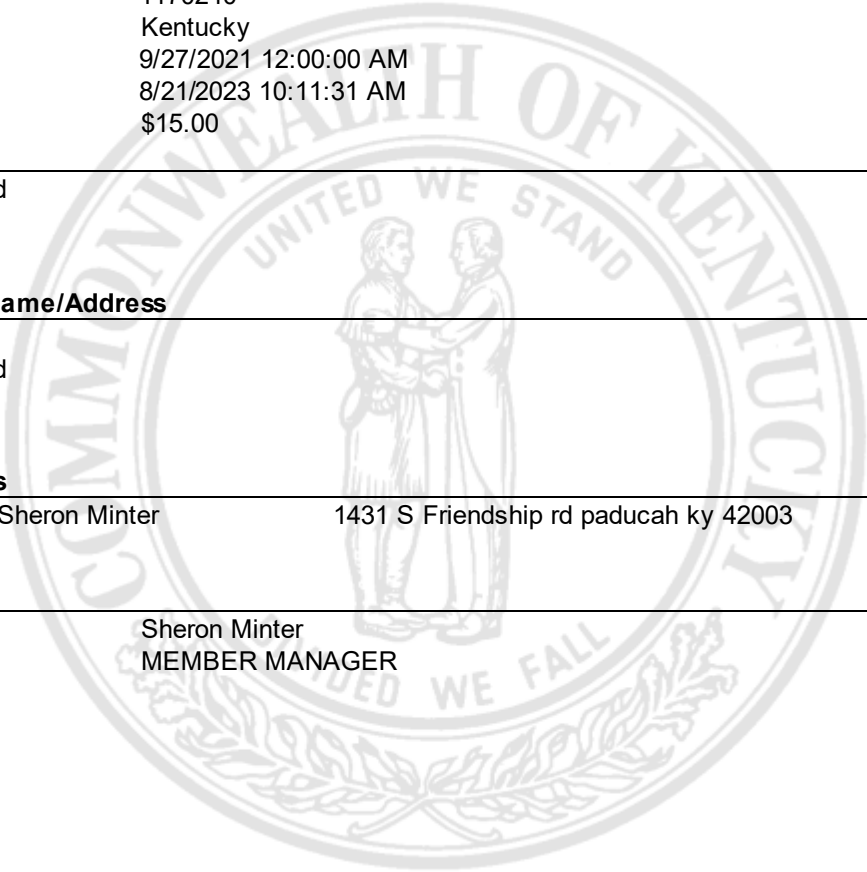 Kentucky
9/27/2021 12:00:00 AM
8/21/2023 10:11:31 AM
$15.00
d
ame/Address
d
s
Sheron Minter 1431 S Friendship rd paducah ky 42003
Sheron Minter
MEMBER MANAGER
COMMONWEALTH OF KENTUCKY
UNITED WE STAND
DIVIDED WE FALL